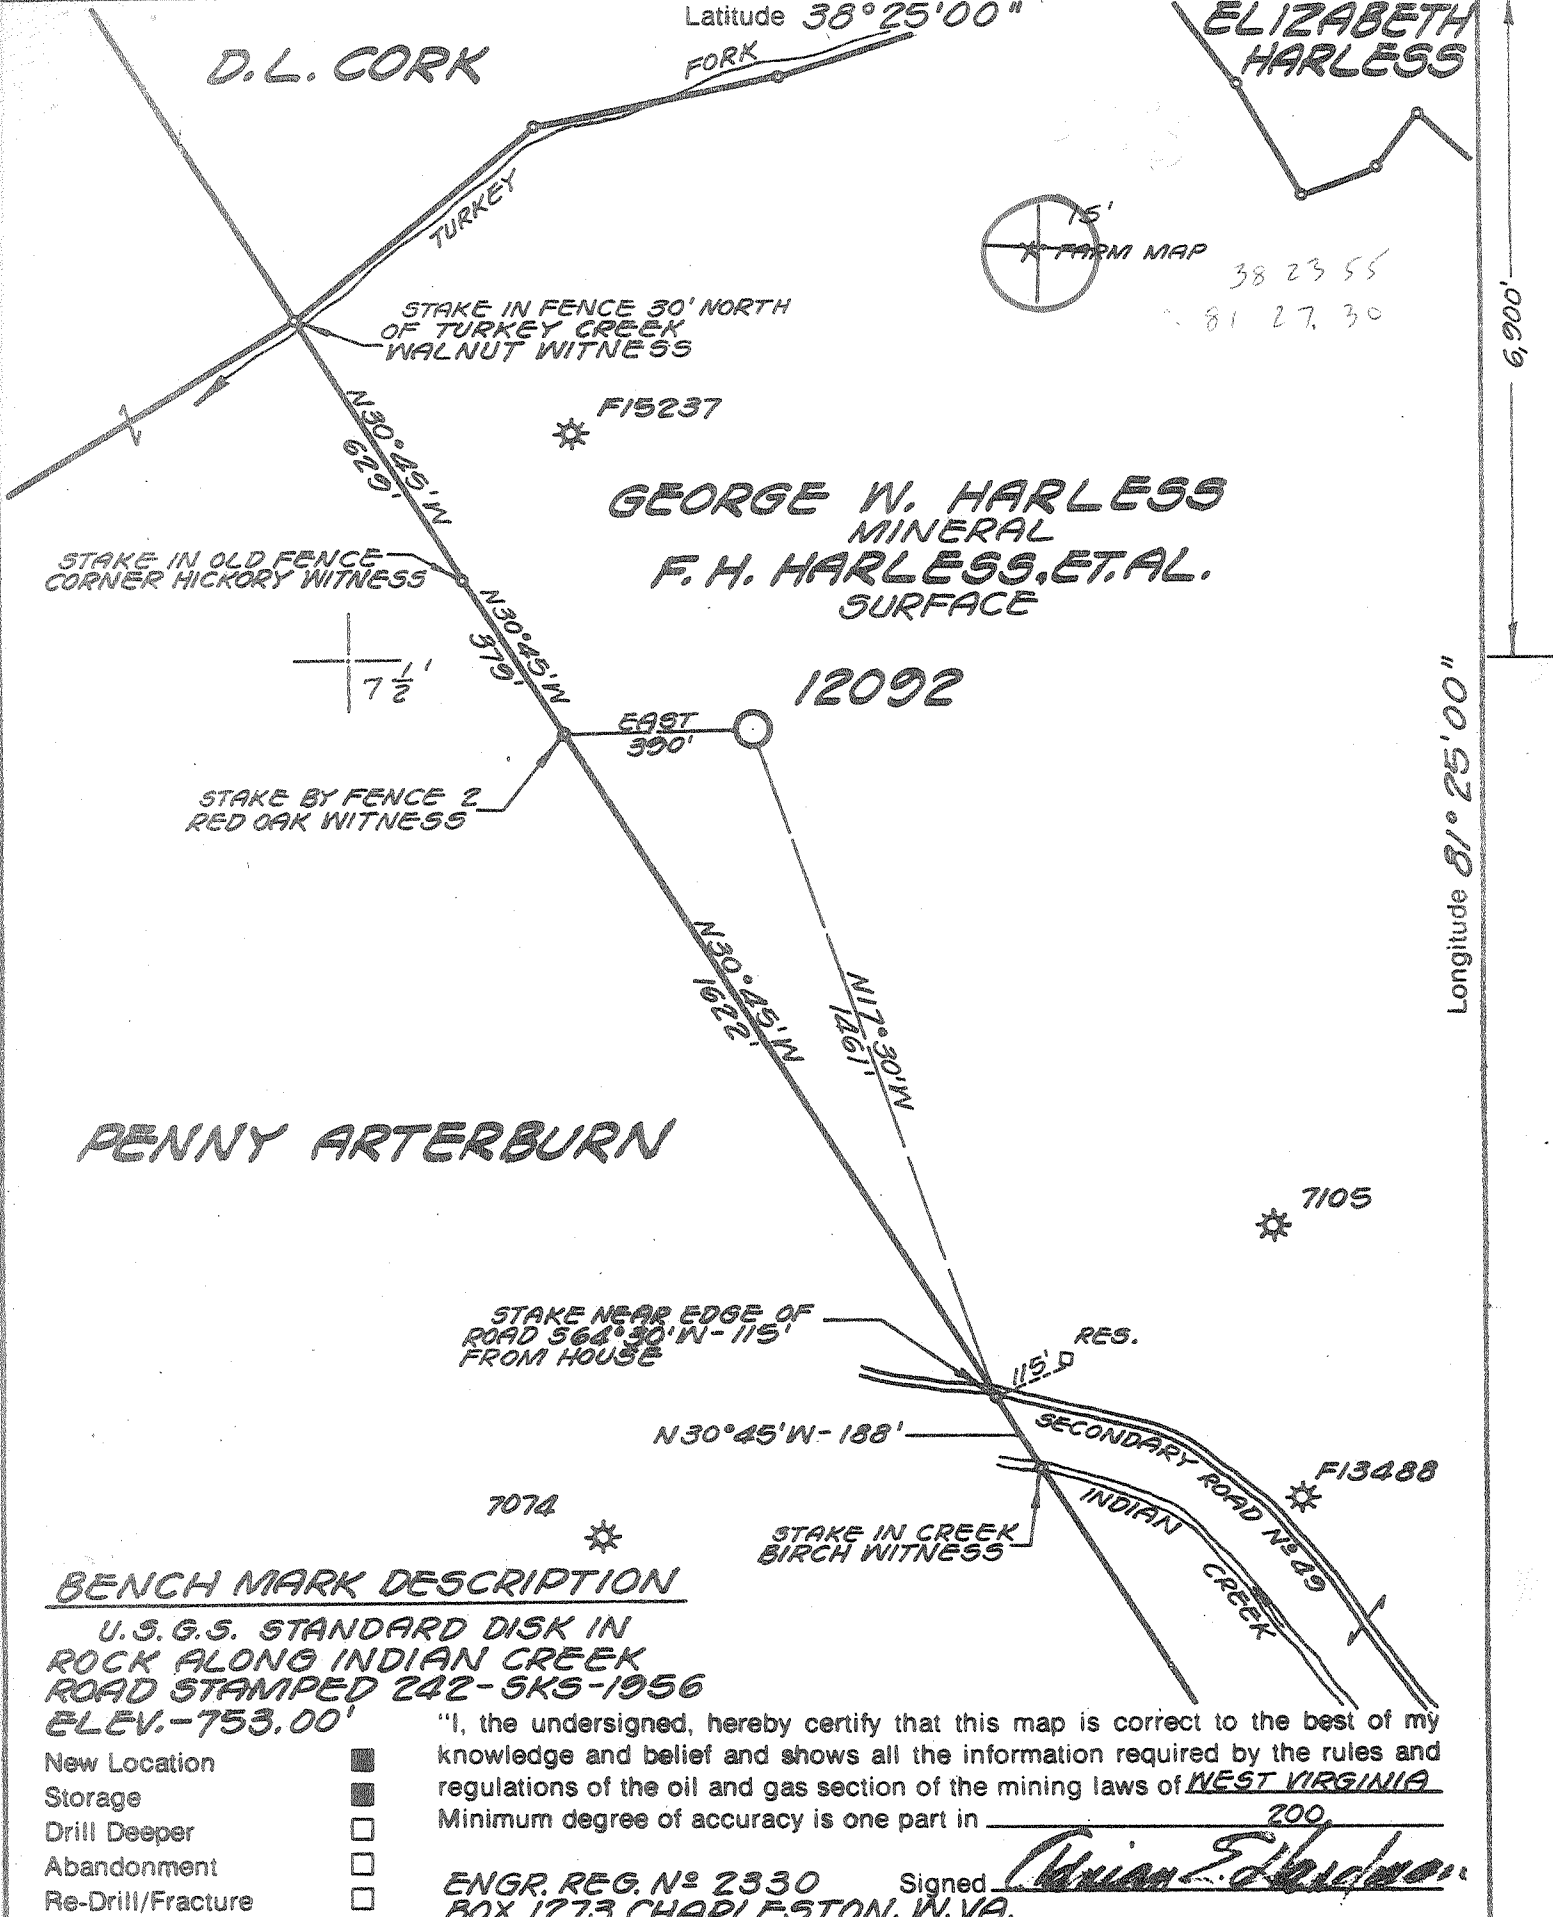 Latitude 38°25'00"
ELIZABETH
HARLESS
D.L. CORK
FORK
TURKEY
15'
FARM MAP
38 23 55
81 27 30
6,900'
STAKE IN FENCE 30' NORTH
OF TURKEY CREEK
WALNUT WITNESS
F15237
N30°45'W
629'
GEORGE W. HARLESS
MINERAL
F. H. HARLESS, ET. AL.
SURFACE
STAKE IN OLD FENCE
CORNER HICKORY WITNESS
N30°45'W
379'
7 1/2'
12092
EAST
390'
Longitude 81°25'00"
STAKE BY FENCE 2
RED OAK WITNESS
N30°45'W
1622'
N17°30'W
1461'
PENNY ARTERBURN
7105
STAKE NEAR EDGE OF
ROAD S64°30'W-115'
FROM HOUSE
RES.
115'
N30°45'W-188'
SECONDARY ROAD Nº 49
F13488
INDIAN
CREEK
7074
STAKE IN CREEK
BIRCH WITNESS
BENCH MARK DESCRIPTION
U.S.G.S. STANDARD DISK IN
ROCK ALONG INDIAN CREEK
ROAD STAMPED 242-SKS-1956
ELEV.-753.00'
"I, the undersigned, hereby certify that this map is correct to the best of my
knowledge and belief and shows all the information required by the rules and
regulations of the oil and gas section of the mining laws of WEST VIRGINIA
Minimum degree of accuracy is one part in 200
New Location
Storage
Drill Deeper
Abandonment
Re-Drill/Fracture
ENGR. REG. Nº 2330
Signed
BOX 1273 CHARLESTON, W. VA.